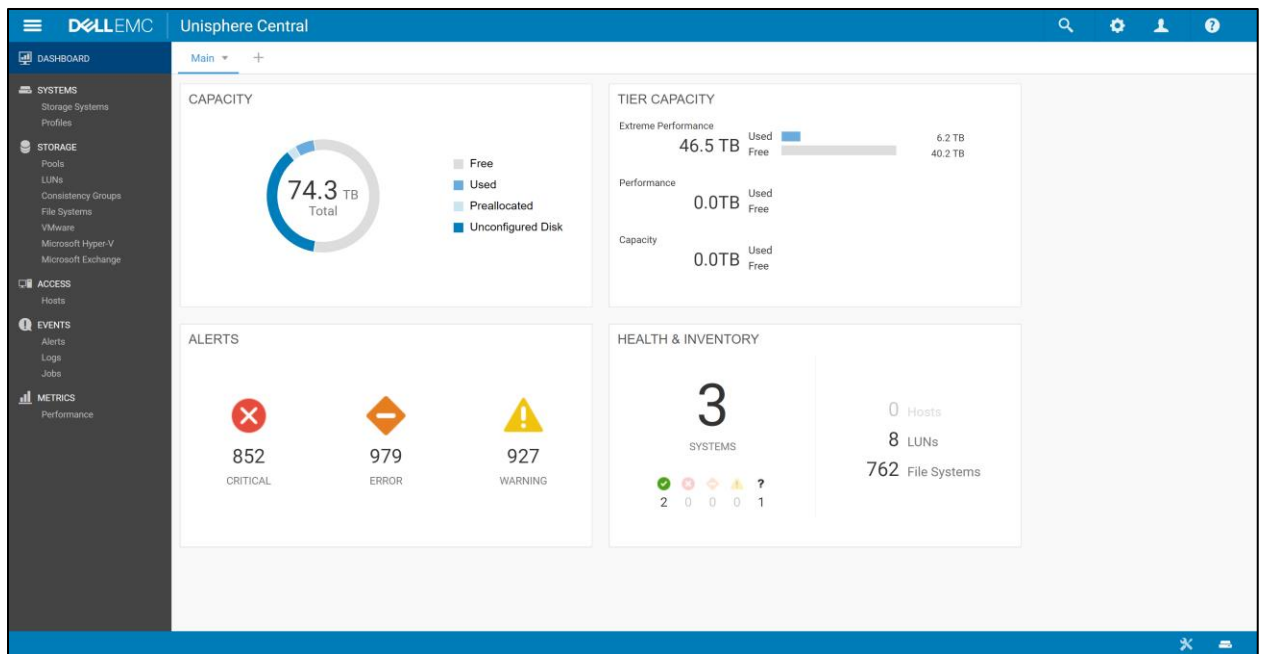 DELLEMC Unisphere Central
DASHBOARD
Main
SYSTEMS
Storage Systems
Profiles
STORAGE
Pools
LUNs
Consistency Groups
File Systems
VMware
Microsoft Hyper-V
Microsoft Exchange
ACCESS
Hosts
EVENTS
Alerts
Logs
Jobs
METRICS
Performance
CAPACITY
74.3 TB
Total
Free
Used
Preallocated
Unconfigured Disk
TIER CAPACITY
Extreme Performance
46.5 TB
Used 6.2 TB
Free 40.2 TB
Performance
0.0TB
Used
Free
Capacity
0.0TB
Used
Free
ALERTS
852 979 927
CRITICAL ERROR WARNING
HEALTH & INVENTORY
3
SYSTEMS
?
2 0 0 0 1
0 Hosts
8 LUNs
762 File Systems